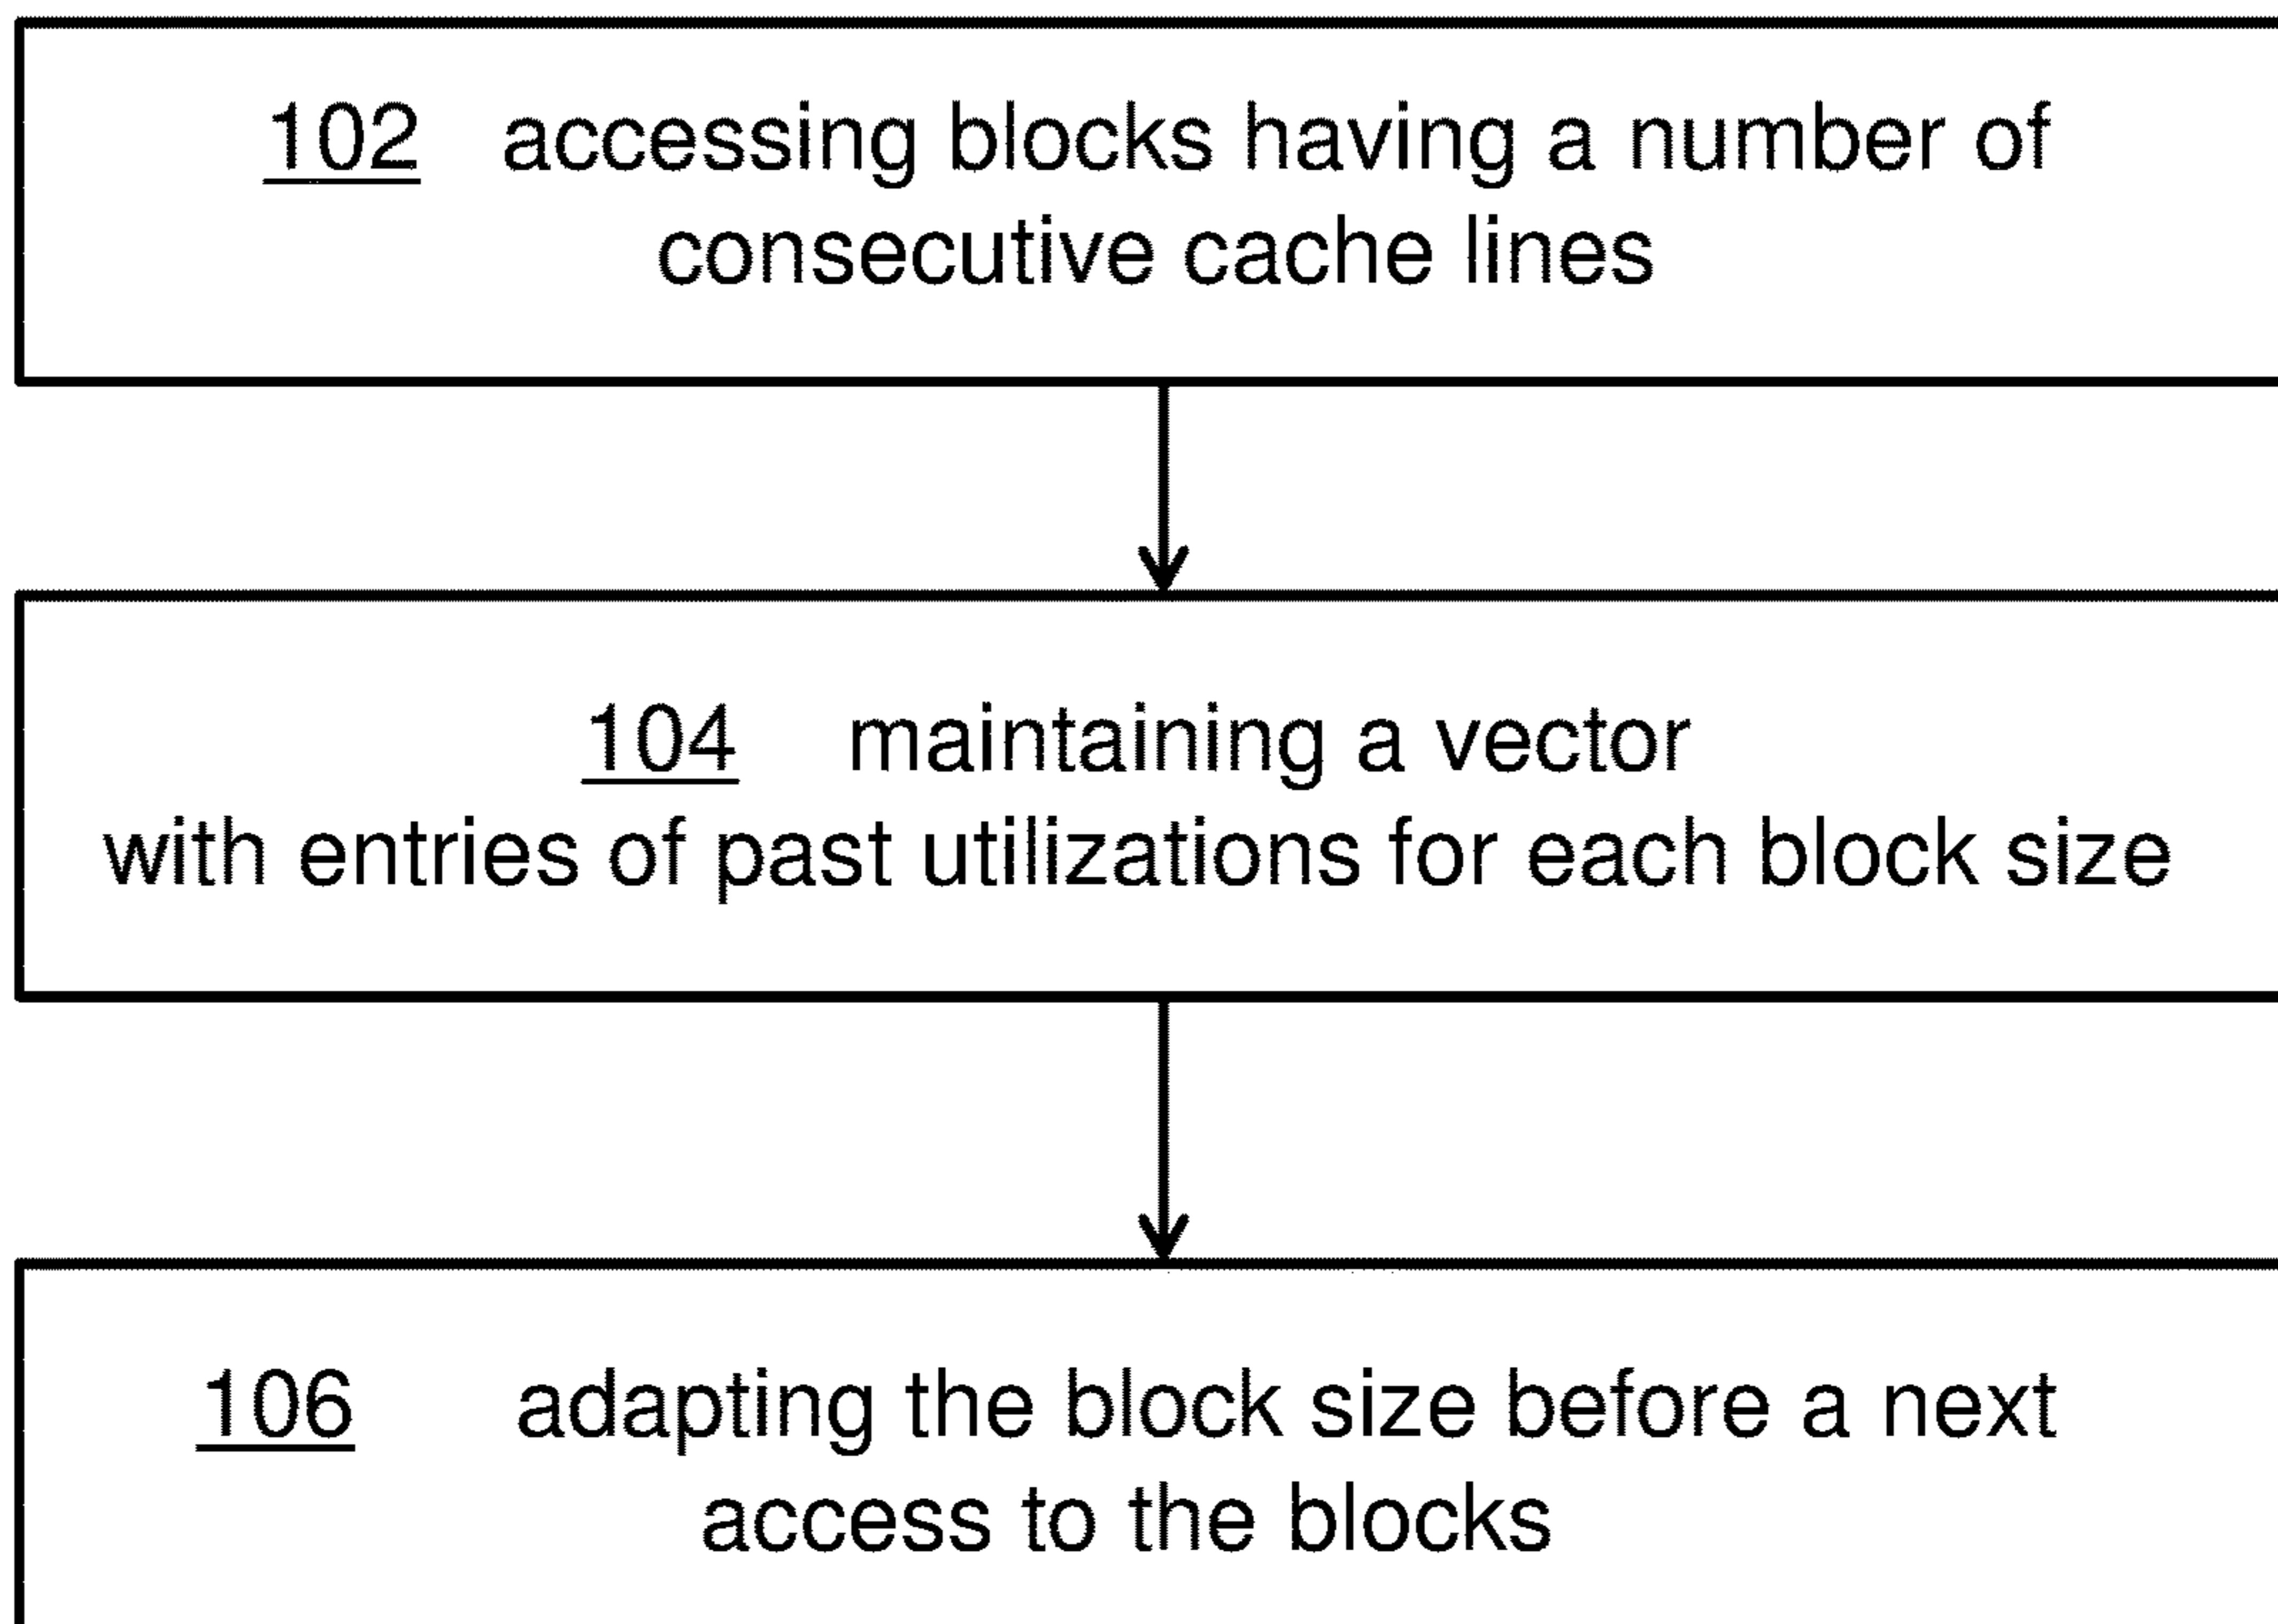 102 accessing blocks having a number of
consecutive cache lines
104 maintaining a vector
with entries of past utilizations for each block size
106 adapting the block size before a next
access to the blocks